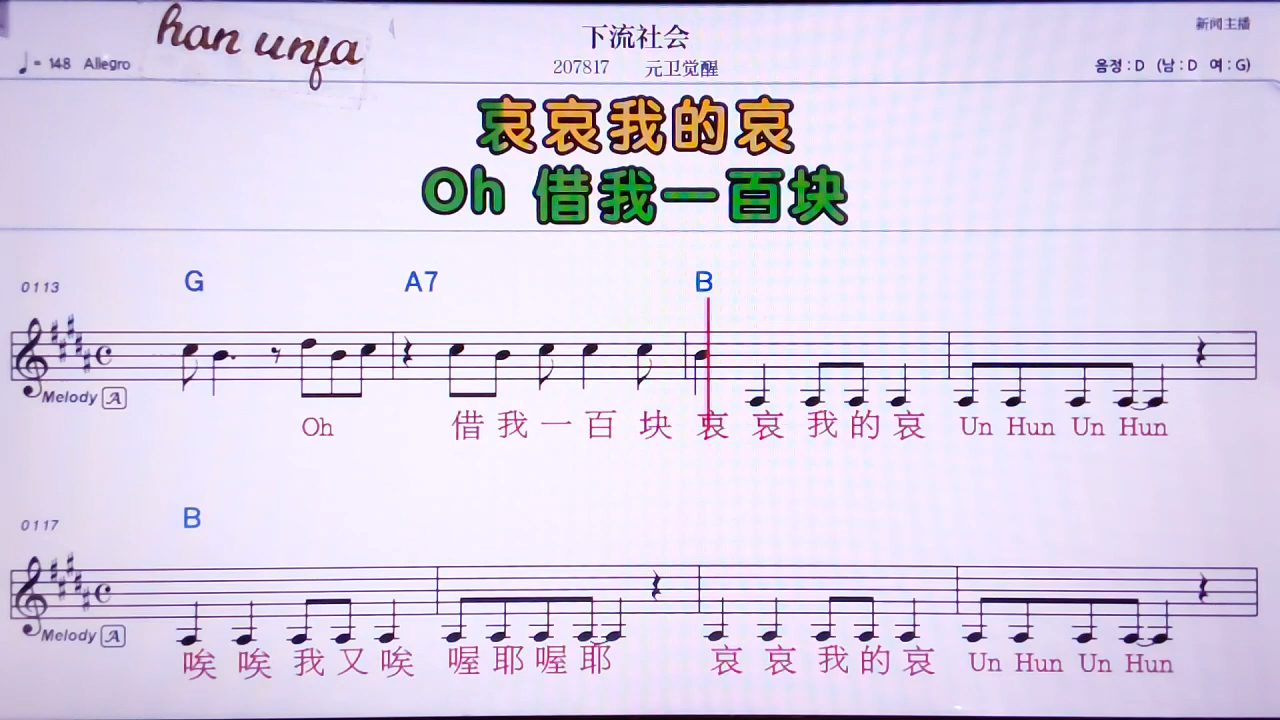 han unfa
下流社会
新闻主播
♩= 148 Allegro
207817 元卫觉醒
음정 : D (남 : D 여 : G)
哀哀我的哀
Oh 借我一百块
0113
G A7 B
Melody A
Oh 借 我 一 百 块 哀 哀 我 的 哀 Un Hun Un Hun
0117
B
Melody A
唉 唉 我 又 唉 喔 耶 喔 耶 哀 哀 我 的 哀 Un Hun Un Hun